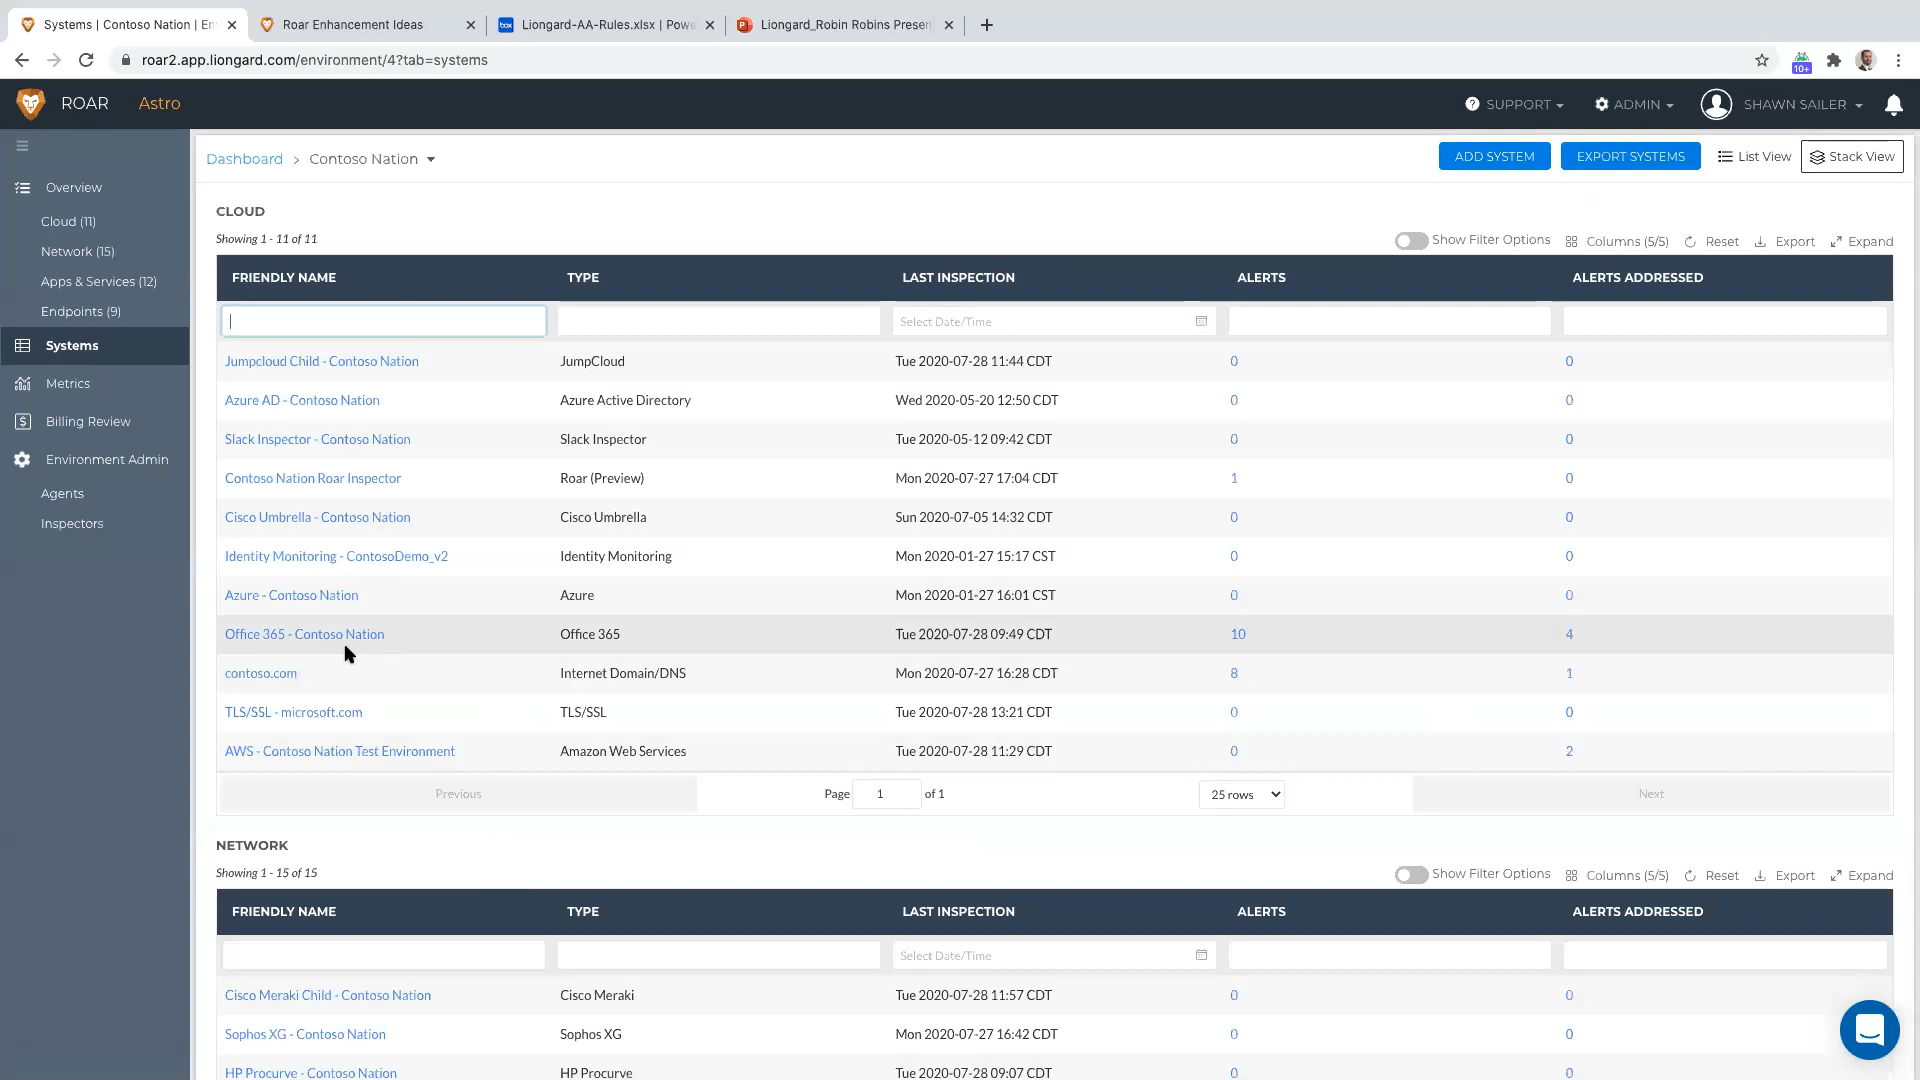 Systems | Contoso Nation | En
Roar Enhancement Ideas
box Liongard-AA-Rules.xlsx | Powe
Liongard_Robin Robins Presen
roar2.app.liongard.com/environment/4?tab=systems
10+
ROAR Astro
SUPPORT ADMIN SHAWN SAILER
Dashboard > Contoso Nation
ADD SYSTEM EXPORT SYSTEMS List View Stack View
Overview
Cloud (11)
Network (15)
Apps & Services (12)
Endpoints (9)
Systems
Metrics
Billing Review
Environment Admin
Agents
Inspectors
CLOUD
Showing 1 - 11 of 11
Show Filter Options Columns (5/5) Reset Export Expand
FRIENDLY NAME TYPE LAST INSPECTION ALERTS ALERTS ADDRESSED
Select Date/Time
Jumpcloud Child - Contoso Nation JumpCloud Tue 2020-07-28 11:44 CDT 0 0
Azure AD - Contoso Nation Azure Active Directory Wed 2020-05-20 12:50 CDT 0 0
Slack Inspector - Contoso Nation Slack Inspector Tue 2020-05-12 09:42 CDT 0 0
Contoso Nation Roar Inspector Roar (Preview) Mon 2020-07-27 17:04 CDT 1 0
Cisco Umbrella - Contoso Nation Cisco Umbrella Sun 2020-07-05 14:32 CDT 0 0
Identity Monitoring - ContosoDemo_v2 Identity Monitoring Mon 2020-01-27 15:17 CST 0 0
Azure - Contoso Nation Azure Mon 2020-01-27 16:01 CST 0 0
Office 365 - Contoso Nation Office 365 Tue 2020-07-28 09:49 CDT 10 4
contoso.com Internet Domain/DNS Mon 2020-07-27 16:28 CDT 8 1
TLS/SSL - microsoft.com TLS/SSL Tue 2020-07-28 13:21 CDT 0 0
AWS - Contoso Nation Test Environment Amazon Web Services Tue 2020-07-28 11:29 CDT 0 2
Previous Page 1 of 1 25 rows Next
NETWORK
Showing 1 - 15 of 15
Show Filter Options Columns (5/5) Reset Export Expand
FRIENDLY NAME TYPE LAST INSPECTION ALERTS ALERTS ADDRESSED
Select Date/Time
Cisco Meraki Child - Contoso Nation Cisco Meraki Tue 2020-07-28 11:57 CDT 0 0
Sophos XG - Contoso Nation Sophos XG Mon 2020-07-27 16:42 CDT 0 0
HP Procurve - Contoso Nation HP Procurve Tue 2020-07-28 09:07 CDT 0 0